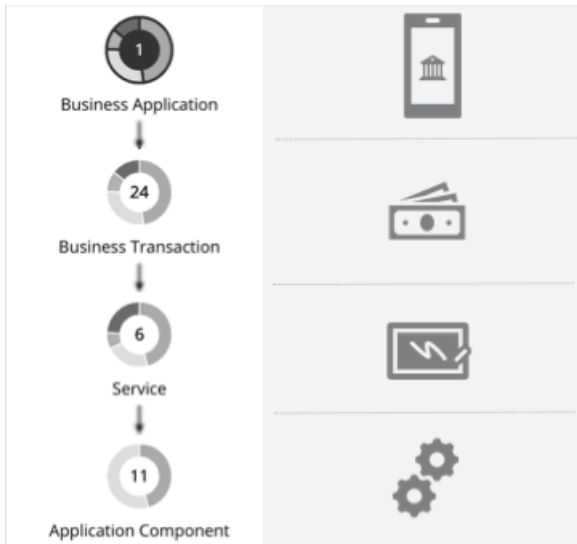 1
Business Application
24
Business Transaction
6
Service
11
Application Component